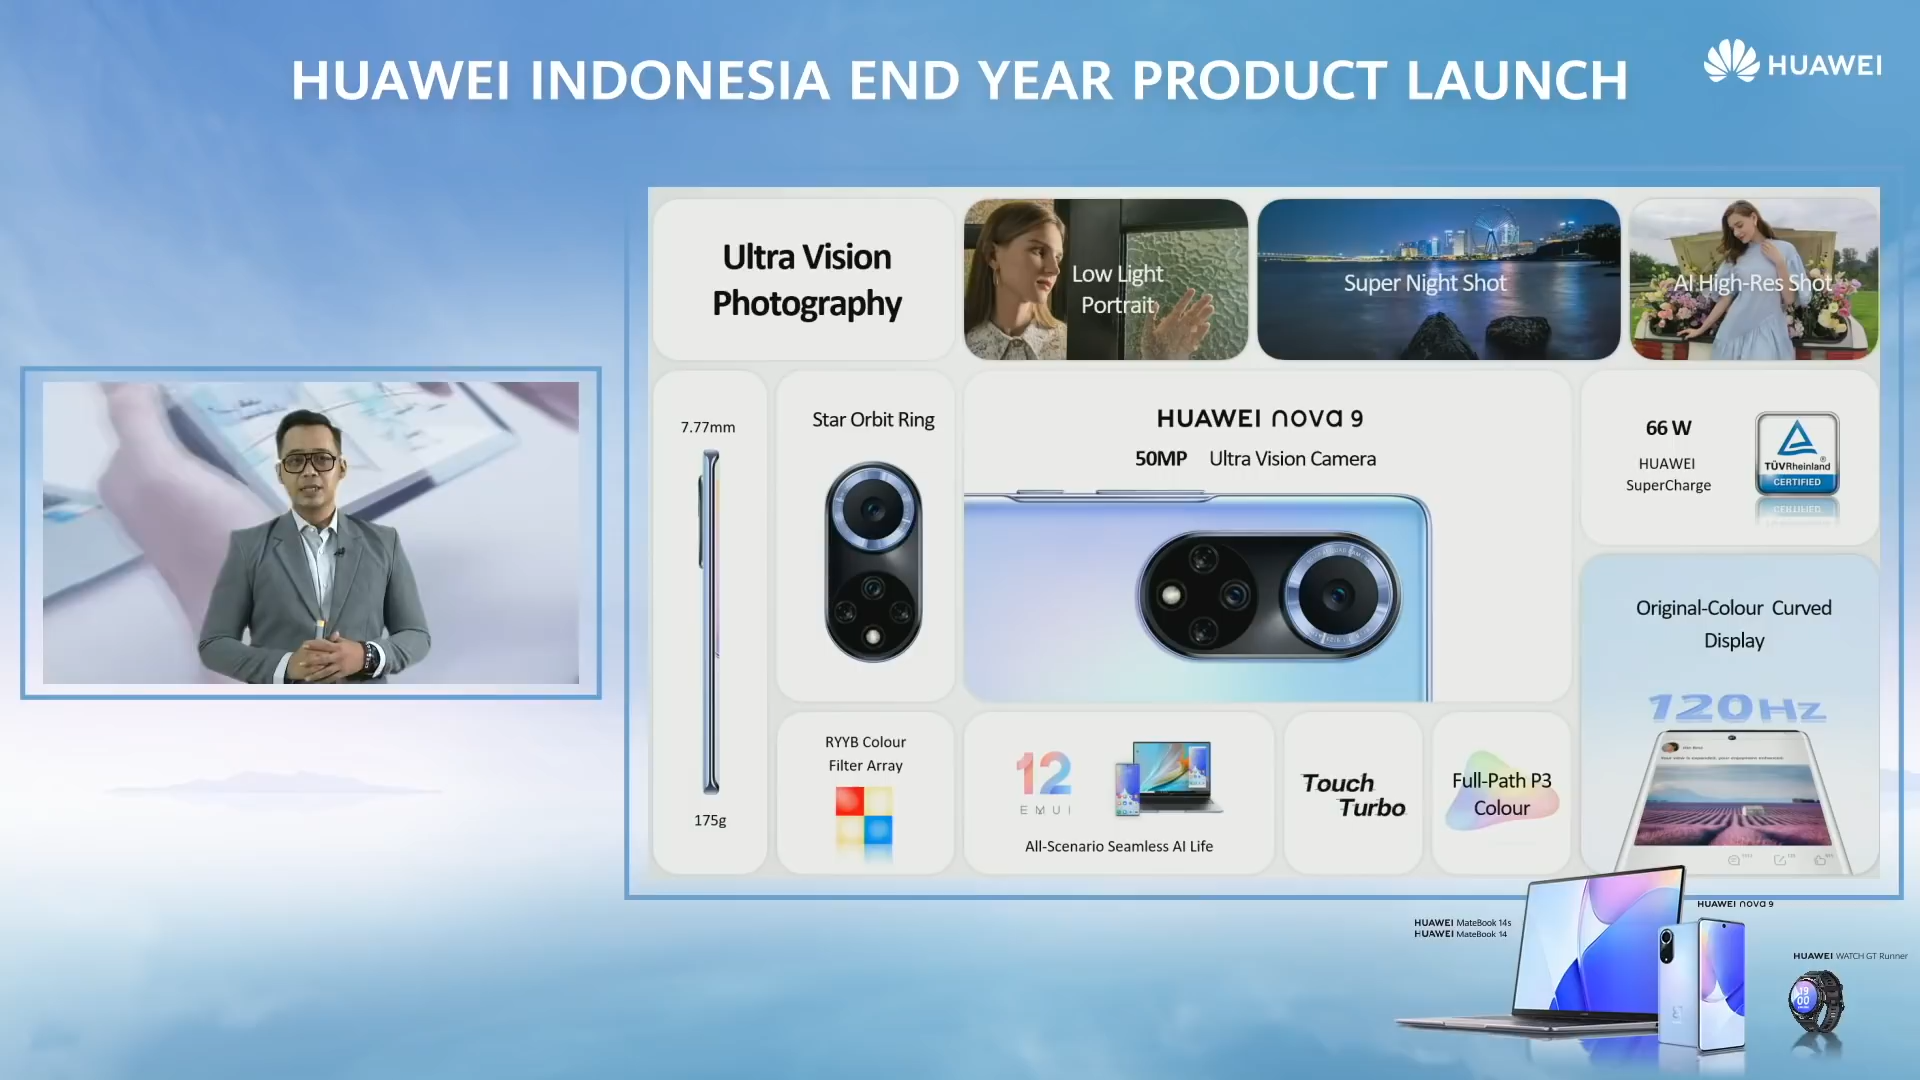 HUAWEI INDONESIA END YEAR PRODUCT LAUNCH
HUAWEI
Ultra Vision
Photography
Low Light
Portrait
Super Night Shot
AI High-Res Shot
7.77mm
175g
Star Orbit Ring
HUAWEI nova 9
50MP Ultra Vision Camera
66 W
HUAWEI
SuperCharge
TÜVRheinland
®
CERTIFIED
Original-Colour Curved
Display
120Hz
RYYB Colour
Filter Array
12
EMUI
All-Scenario Seamless AI Life
Touch
Turbo
Full-Path P3
Colour
HUAWEI nova 9
HUAWEI MateBook 14s
HUAWEI MateBook 14
HUAWEI WATCH GT Runner
19
00